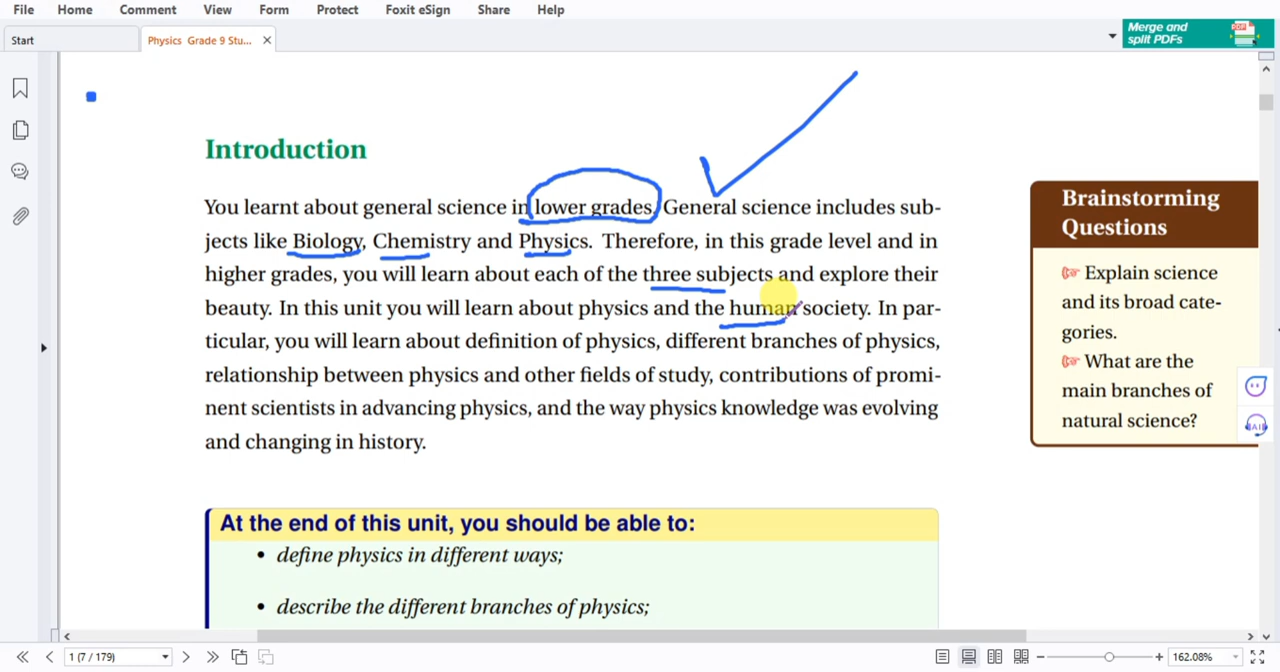 File Home Comment View Form Protect Foxit eSign Share Help
Start
Physics Grade 9 Stu...
Merge and
split PDFs
PDF
Introduction
You learnt about general science in lower grades. General science includes sub-
jects like Biology, Chemistry and Physics. Therefore, in this grade level and in
higher grades, you will learn about each of the three subjects and explore their
beauty. In this unit you will learn about physics and the human society. In par-
ticular, you will learn about definition of physics, different branches of physics,
relationship between physics and other fields of study, contributions of promi-
nent scientists in advancing physics, and the way physics knowledge was evolving
and changing in history.
Brainstorming
Questions
Explain science
and its broad cate-
gories.
What are the
main branches of
natural science?
AI
At the end of this unit, you should be able to:
• define physics in different ways;
• describe the different branches of physics;
1 (7 / 179)
162.08%